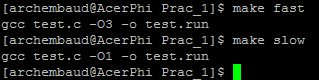 [archembaud@AcerPhi Prac_1]$ make fast
gcc test.c -O3 -o test.run
[archembaud@AcerPhi Prac_1]$ make slow
gcc test.c -O1 -o test.run
[archembaud@AcerPhi Prac_1]$